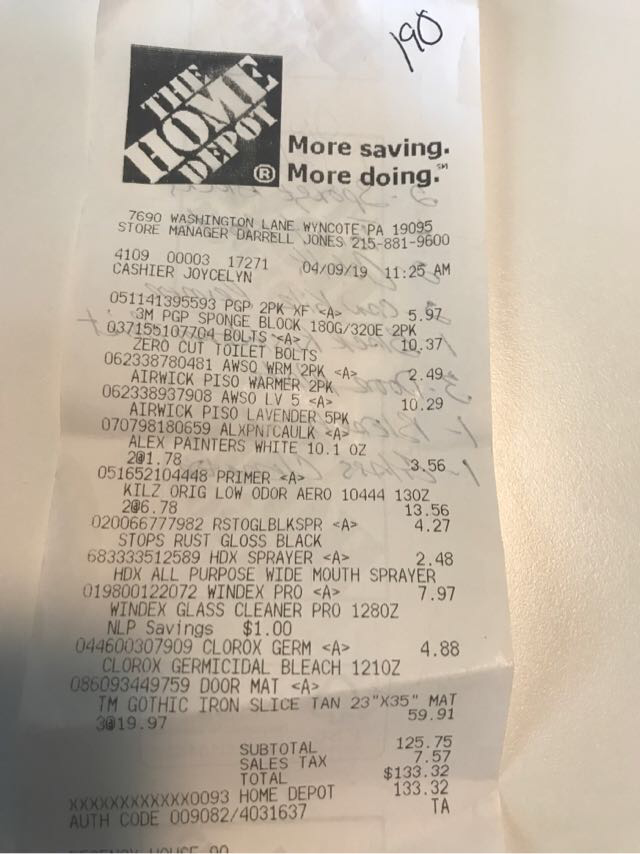 190
THE
HOME
DEPOT
®
More saving.
More doing.℠
7690 WASHINGTON LANE WYNCOTE PA 19095
STORE MANAGER DARRELL JONES 215-881-9600
4109 00003 17271 04/09/19 11:25 AM
CASHIER JOYCELYN
051141395593 PGP 2PK XF <A> 5.97
3M PGP SPONGE BLOCK 180G/320E 2PK
037155107704 BOLTS <A> 10.37
ZERO CUT TOILET BOLTS
062338780481 AWSO WRM 2PK <A> 2.49
AIRWICK PISO WARMER 2PK
062338937908 AWSO LV 5 <A> 10.29
AIRWICK PISO LAVENDER 5PK
070798180659 ALXPNTCAULK <A>
ALEX PAINTERS WHITE 10.1 OZ
2@1.78 3.56
051652104448 PRIMER <A>
KILZ ORIG LOW ODOR AERO 10444 13OZ
2@6.78 13.56
020066777982 RSTOGLBLKSPR <A> 4.27
STOPS RUST GLOSS BLACK
683333512589 HDX SPRAYER <A> 2.48
HDX ALL PURPOSE WIDE MOUTH SPRAYER
019800122072 WINDEX PRO <A> 7.97
WINDEX GLASS CLEANER PRO 128OZ
NLP Savings $1.00
044600307909 CLOROX GERM <A> 4.88
CLOROX GERMICIDAL BLEACH 121OZ
086093449759 DOOR MAT <A>
TM GOTHIC IRON SLICE TAN 23"X35" MAT
3@19.97 59.91
SUBTOTAL 125.75
SALES TAX 7.57
TOTAL $133.32
XXXXXXXXXXXX0093 HOME DEPOT 133.32
AUTH CODE 009082/4031637 TA